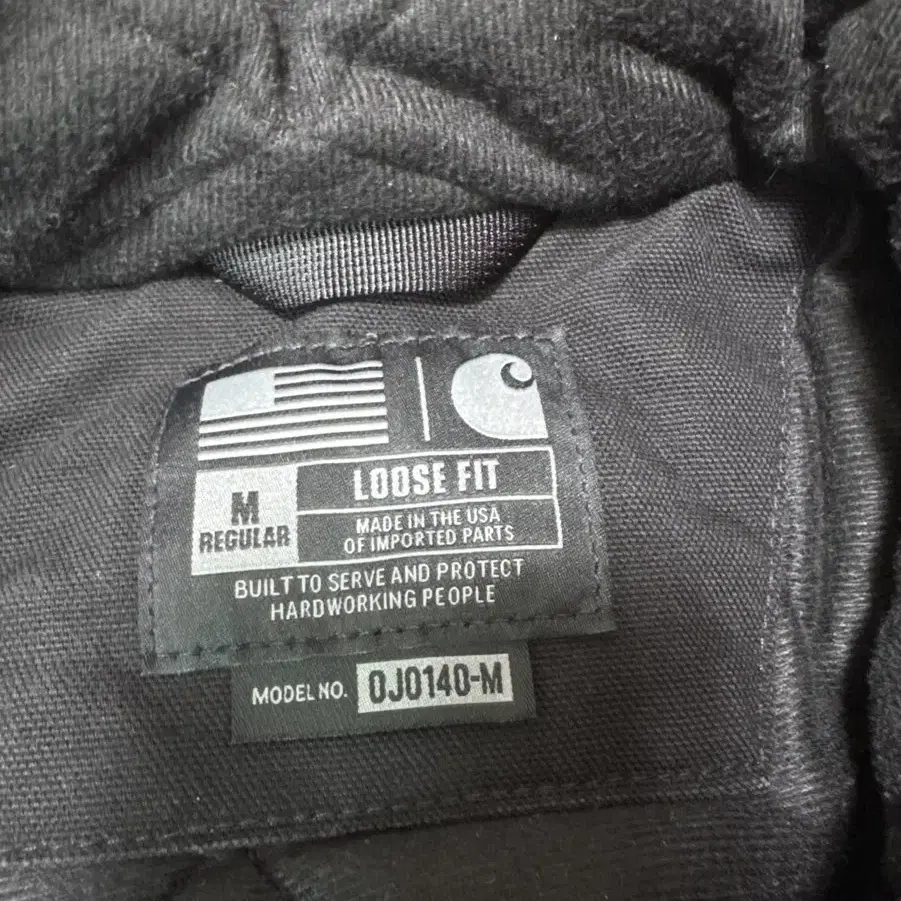 M
REGULAR
LOOSE FIT
MADE IN THE USA
OF IMPORTED PARTS
BUILT TO SERVE AND PROTECT
HARDWORKING PEOPLE
MODEL NO. OJ0140-M